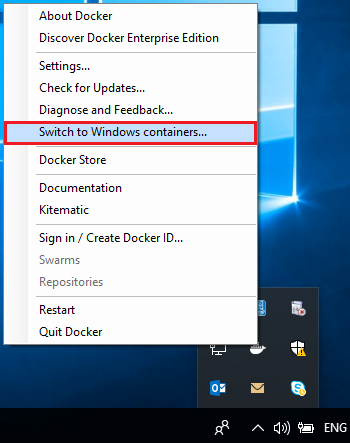 About Docker
Discover Docker Enterprise Edition
Settings...
Check for Updates...
Diagnose and Feedback...
Switch to Windows containers...
Docker Store
Documentation
Kitematic
Sign in / Create Docker ID...
Swarms
Repositories
Restart
Quit Docker
ENG